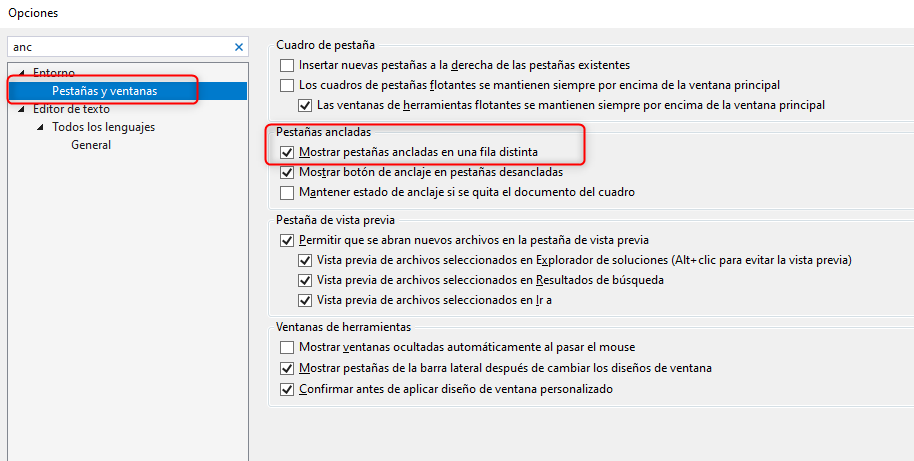 Opciones
anc
Entorno
Pestañas y ventanas
Editor de texto
Todos los lenguajes
General
Cuadro de pestaña
Insertar nuevas pestañas a la derecha de las pestañas existentes
Los cuadros de pestañas flotantes se mantienen siempre por encima de la ventana principal
Las ventanas de herramientas flotantes se mantienen siempre por encima de la ventana principal
Pestañas ancladas
Mostrar pestañas ancladas en una fila distinta
Mostrar botón de anclaje en pestañas desancladas
Mantener estado de anclaje si se quita el documento del cuadro
Pestaña de vista previa
Permitir que se abran nuevos archivos en la pestaña de vista previa
Vista previa de archivos seleccionados en Explorador de soluciones (Alt+clic para evitar la vista previa)
Vista previa de archivos seleccionados en Resultados de búsqueda
Vista previa de archivos seleccionados en Ir a
Ventanas de herramientas
Mostrar ventanas ocultadas automáticamente al pasar el mouse
Mostrar pestañas de la barra lateral después de cambiar los diseños de ventana
Confirmar antes de aplicar diseño de ventana personalizado